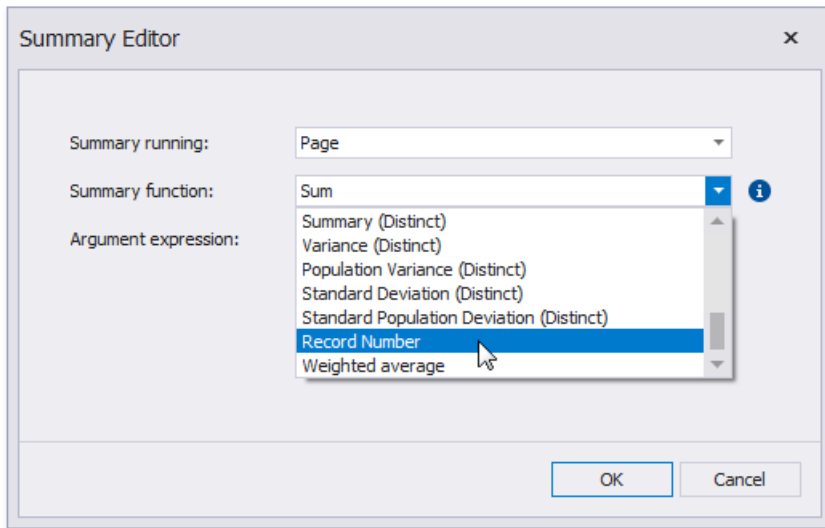 Summary Editor
Summary running:
Page
Summary function:
Sum
Argument expression:
Summary (Distinct)
Variance (Distinct)
Population Variance (Distinct)
Standard Deviation (Distinct)
Standard Population Deviation (Distinct)
Record Number
Weighted average
OK
Cancel